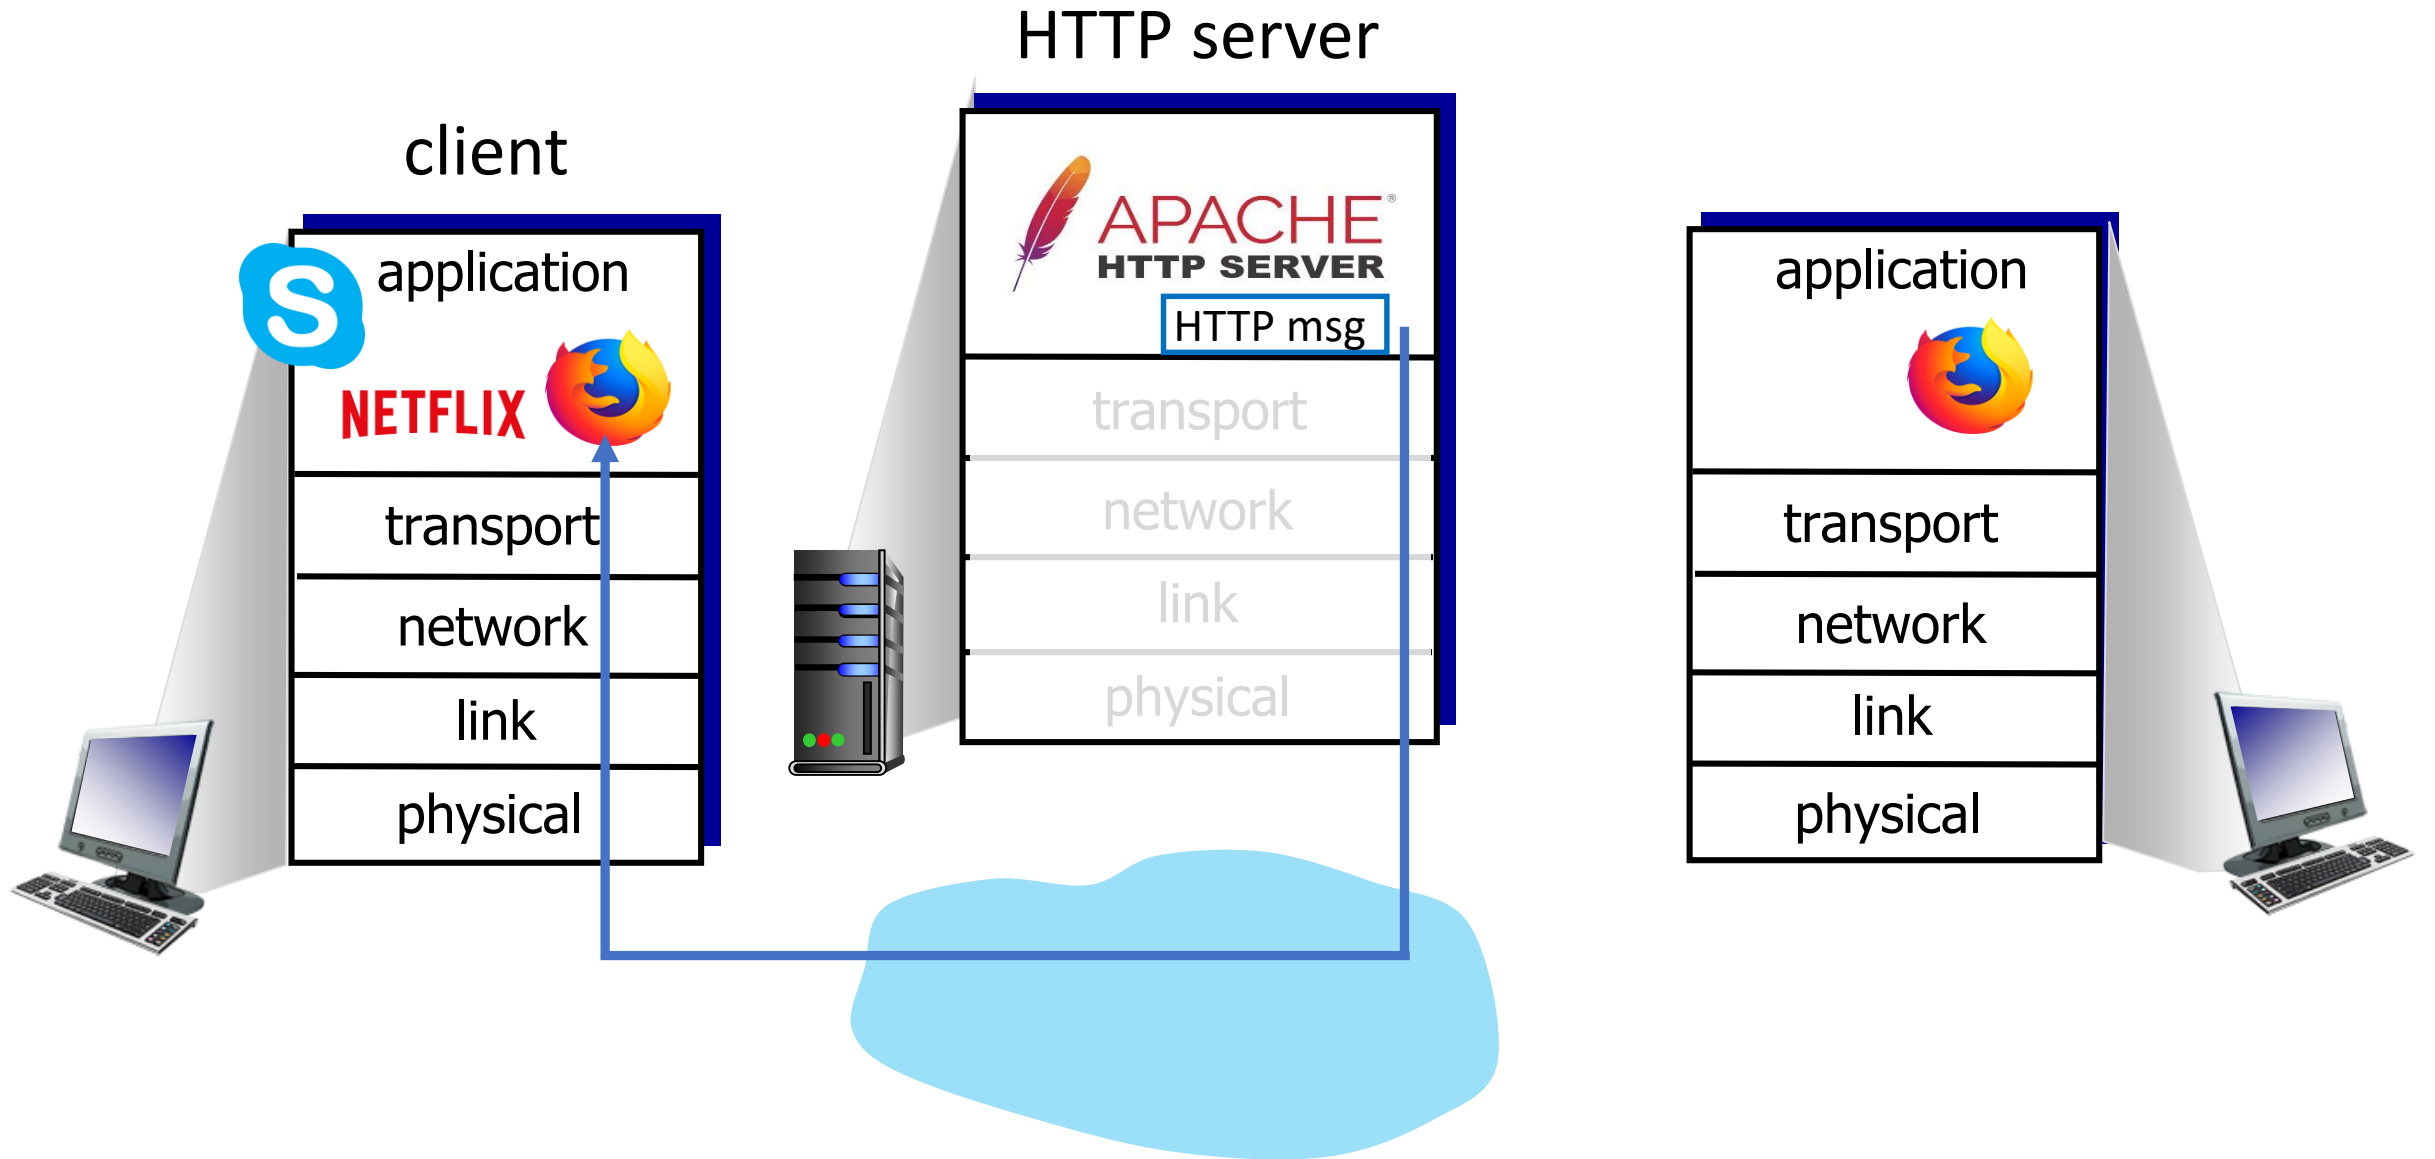 HTTP server
client
application
NETFLIX
transport
network
link
physical
APACHE®
HTTP SERVER
HTTP msg
transport
network
link
physical
application
transport
network
link
physical